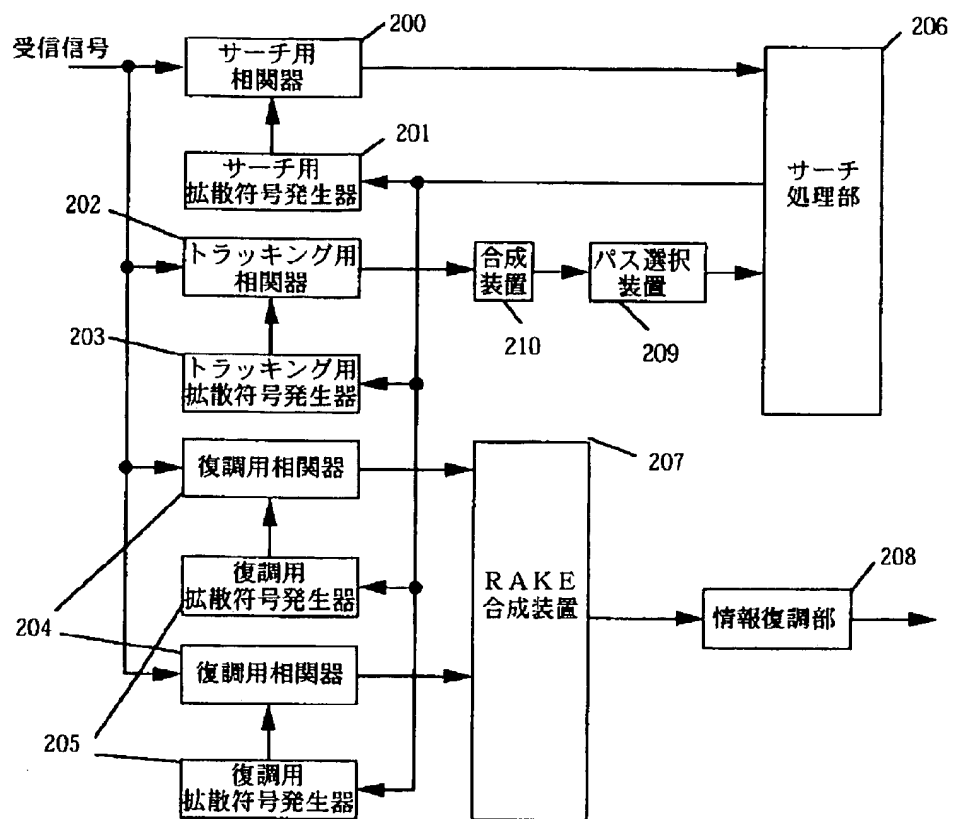 受信信号
200
サーチ用
相関器
206
201
サーチ用
拡散符号発生器
サーチ
処理部
202
トラッキング用
相関器
合成
装置
210
パス選択
装置
209
203
トラッキング用
拡散符号発生器
207
復調用相関器
復調用
拡散符号発生器
204
RAKE
合成装置
208
情報復調部
復調用相関器
205
復調用
拡散符号発生器